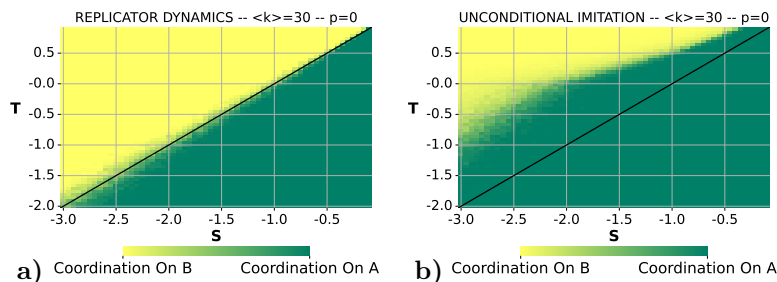 REPLICATOR DYNAMICS -- <k>=30 -- p=0
0.5
-0.0
T
-0.5
-1.0
-1.5
-2.0
-3.0 -2.5 -2.0 -1.5 -1.0 -0.5
S
Coordination On B Coordination On A
a)
UNCONDITIONAL IMITATION -- <k>=30 -- p=0
0.5
-0.0
T
-0.5
-1.0
-1.5
-2.0
-3.0 -2.5 -2.0 -1.5 -1.0 -0.5
S
Coordination On B Coordination On A
b)